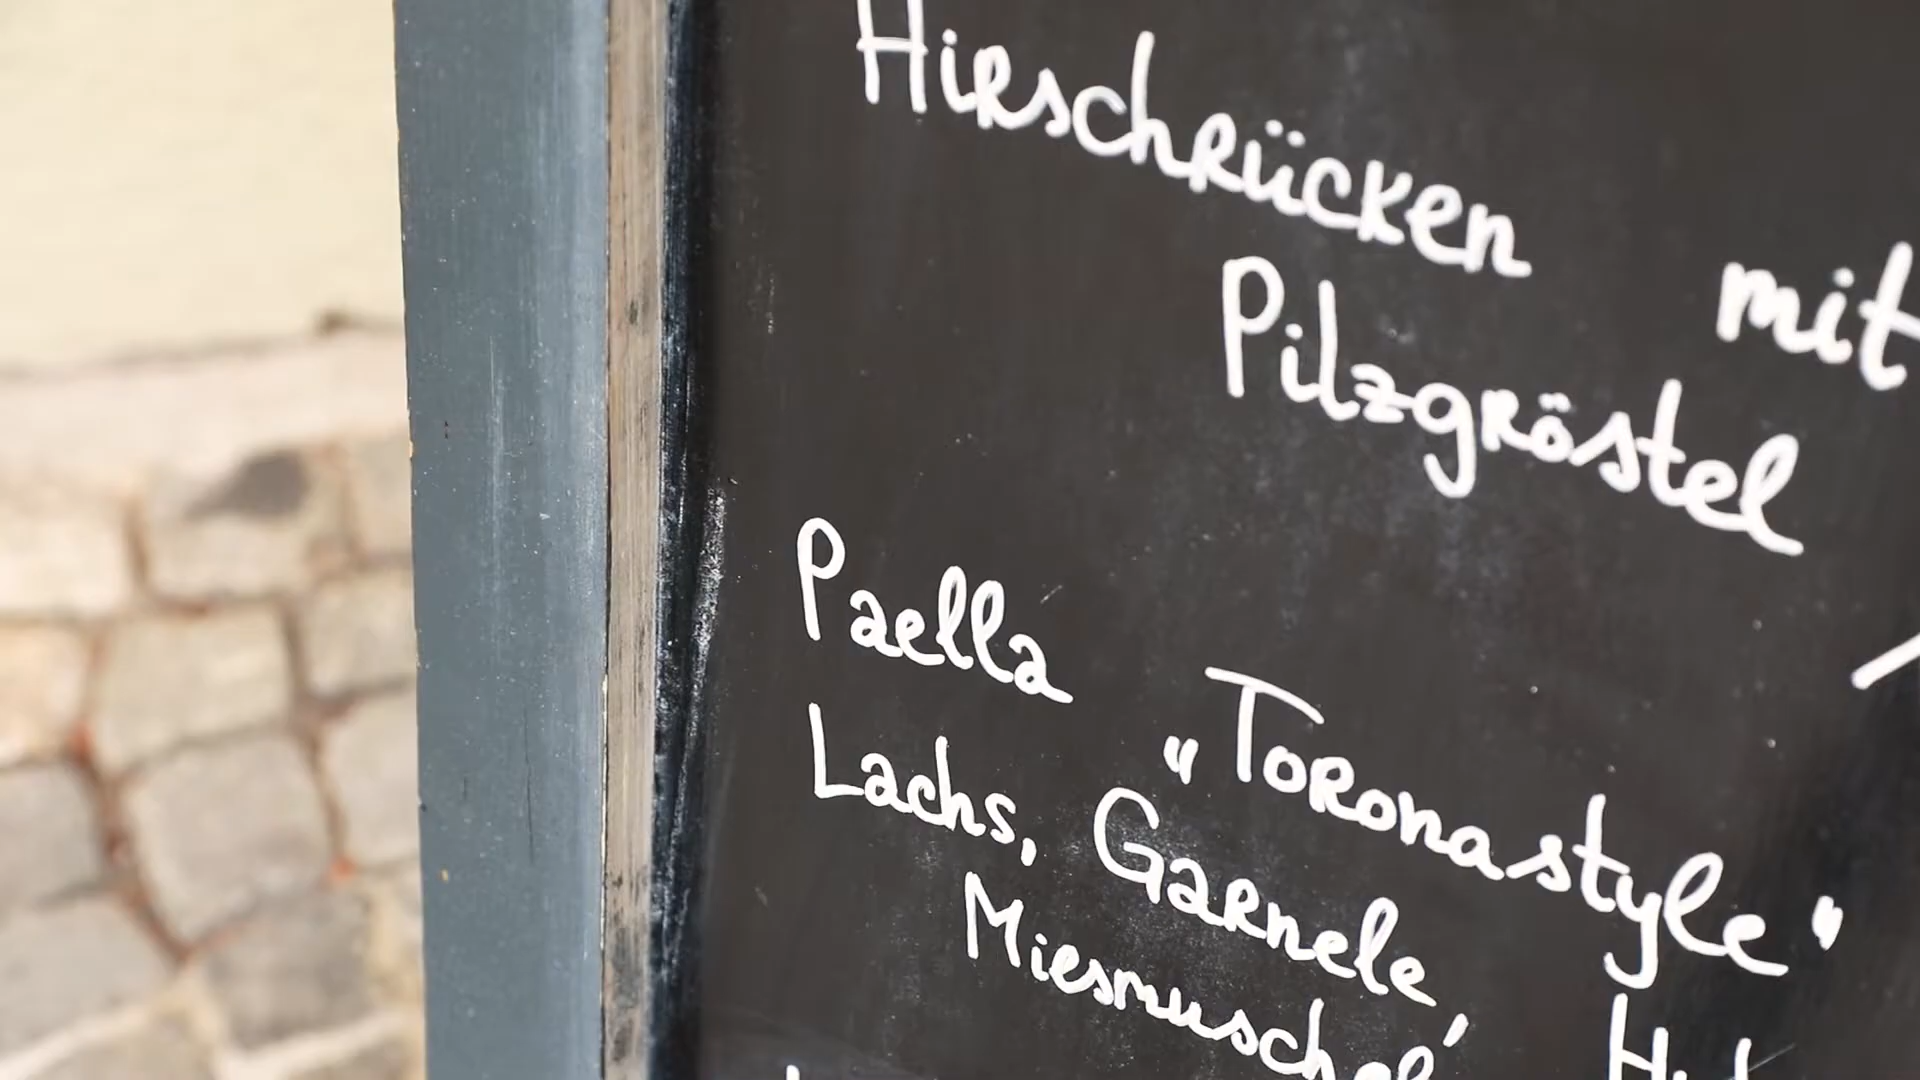 Hirschrücken mit
Pilzgröstel
Paella „Toronastyle"
Lachs, Garnele,
Miesmuschel